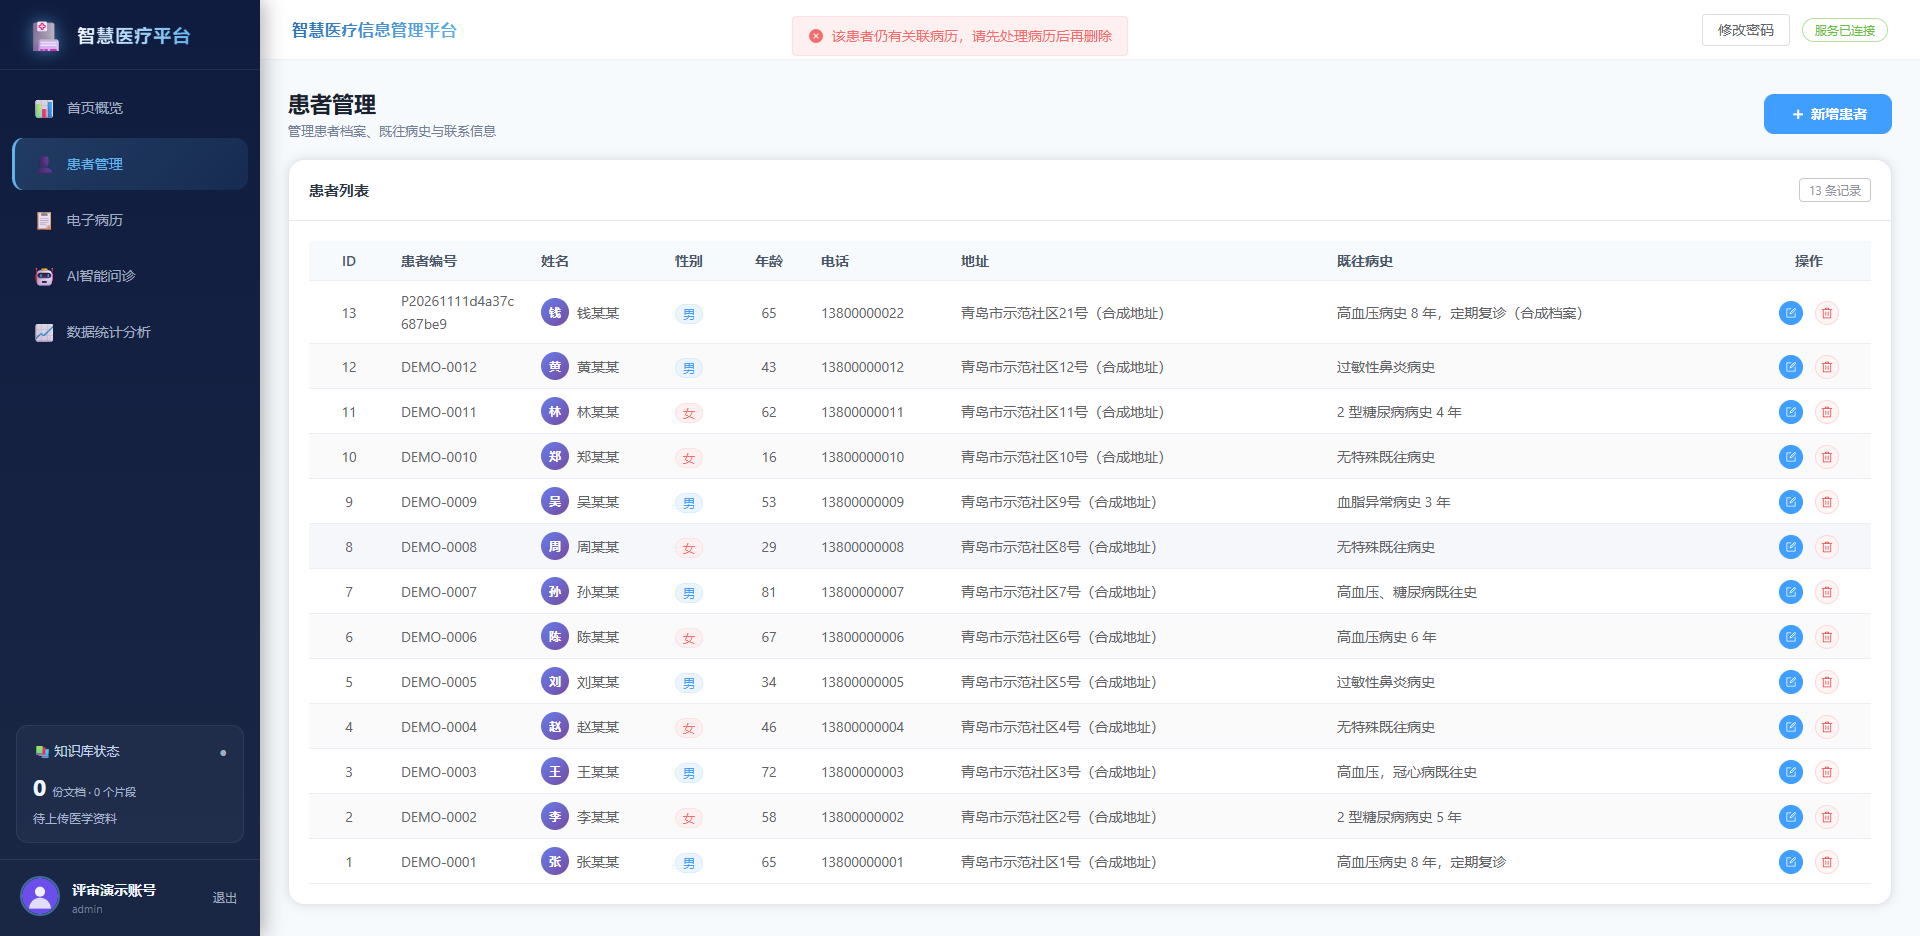 智慧医疗平台
首页概览
患者管理
电子病历
AI智能问诊
数据统计分析
知识库状态
0 份文档 · 0 个片段
待上传医学资料
评审演示账号
admin
退出
智慧医疗信息管理平台
该患者仍有关联病历，请先处理病历后再删除
修改密码
服务已连接
患者管理
管理患者档案、既往病史与联系信息
新增患者
患者列表
13 条记录
ID 患者编号 姓名 性别 年龄 电话 地址 既往病史 操作
13 P20261111d4a37c687be9 钱 钱某某 男 65 13800000022 青岛市示范社区21号（合成地址） 高血压病史 8 年，定期复诊（合成档案）
12 DEMO-0012 黄 黄某某 男 43 13800000012 青岛市示范社区12号（合成地址） 过敏性鼻炎病史
11 DEMO-0011 林 林某某 女 62 13800000011 青岛市示范社区11号（合成地址） 2 型糖尿病病史 4 年
10 DEMO-0010 郑 郑某某 女 16 13800000010 青岛市示范社区10号（合成地址） 无特殊既往病史
9 DEMO-0009 吴 吴某某 男 53 13800000009 青岛市示范社区9号（合成地址） 血脂异常病史 3 年
8 DEMO-0008 周 周某某 女 29 13800000008 青岛市示范社区8号（合成地址） 无特殊既往病史
7 DEMO-0007 孙 孙某某 男 81 13800000007 青岛市示范社区7号（合成地址） 高血压、糖尿病既往史
6 DEMO-0006 陈 陈某某 女 67 13800000006 青岛市示范社区6号（合成地址） 高血压病史 6 年
5 DEMO-0005 刘 刘某某 男 34 13800000005 青岛市示范社区5号（合成地址） 过敏性鼻炎病史
4 DEMO-0004 赵 赵某某 女 46 13800000004 青岛市示范社区4号（合成地址） 无特殊既往病史
3 DEMO-0003 王 王某某 男 72 13800000003 青岛市示范社区3号（合成地址） 高血压，冠心病既往史
2 DEMO-0002 李 李某某 女 58 13800000002 青岛市示范社区2号（合成地址） 2 型糖尿病病史 5 年
1 DEMO-0001 张 张某某 男 65 13800000001 青岛市示范社区1号（合成地址） 高血压病史 8 年，定期复诊